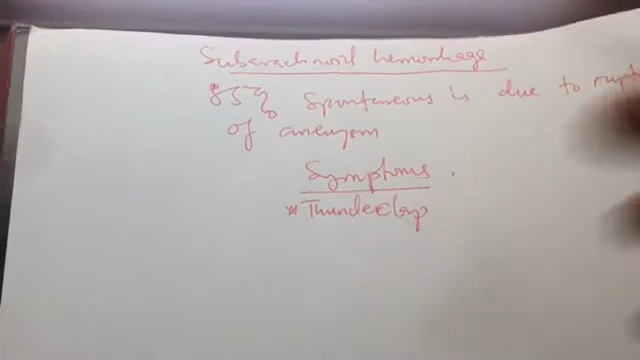 Subarachnoid hemorrhage
85% Spontaneous is due to
of aneurysm
Symptoms
* Thunderclap